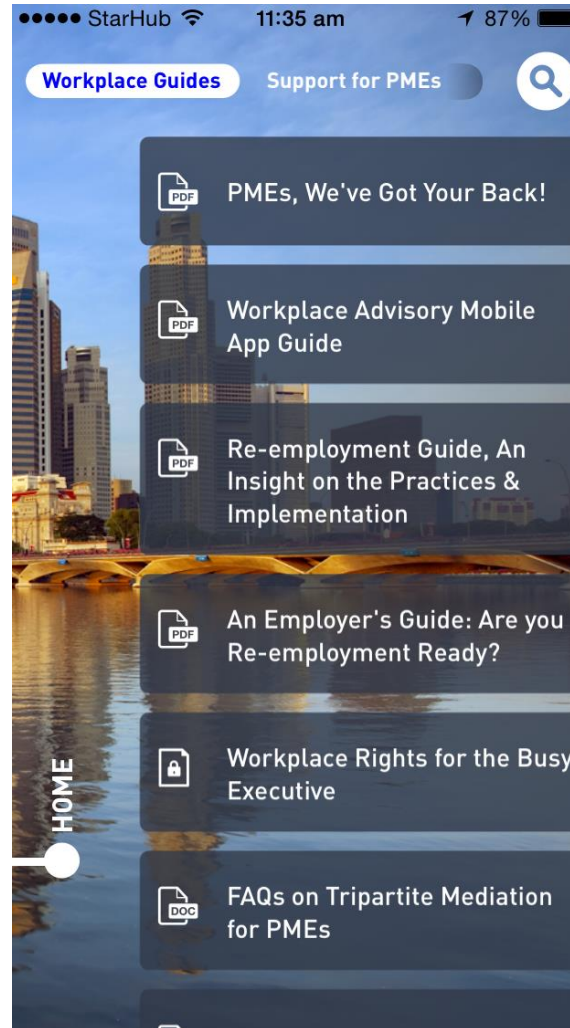 StarHub 11:35 am 87%
Workplace Guides Support for PMEs
PDF PMEs, We've Got Your Back!
PDF Workplace Advisory Mobile
App Guide
PDF Re-employment Guide, An
Insight on the Practices &
Implementation
PDF An Employer's Guide: Are you
Re-employment Ready?
Workplace Rights for the Busy
Executive
HOME
DOC FAQs on Tripartite Mediation
for PMEs